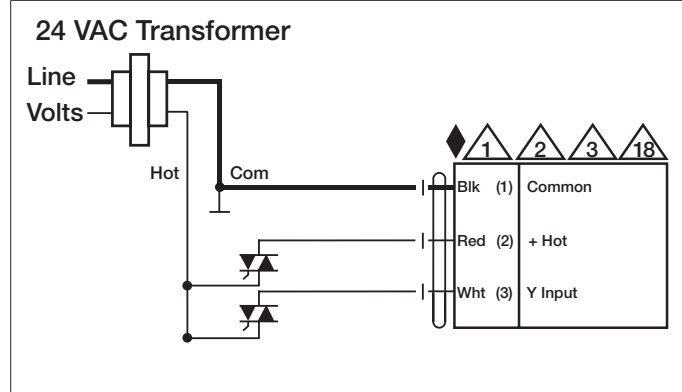 24 VAC Transformer
Line
Volts
Hot
Com
1 2 3 18
Blk (1) Common
Red (2) + Hot
Wht (3) Y Input